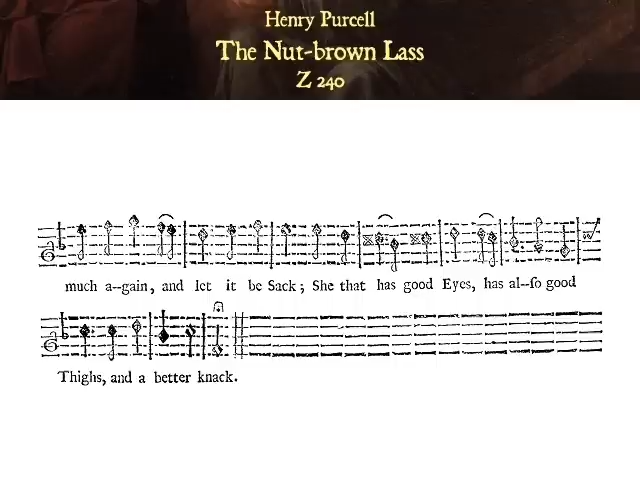 Henry Purcell
The Nut-brown Lass
Z 240
much a--gain, and let it be Sack; She that has good Eyes, has al--ſo good
Thighs, and a better knack.